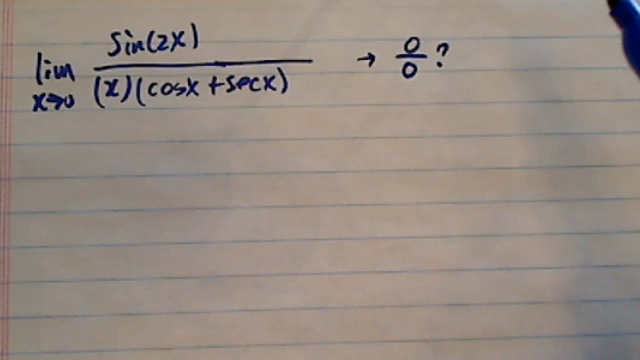 lim x→0 sin(2x) / (x)(cosx + secx) → 0/0 ?